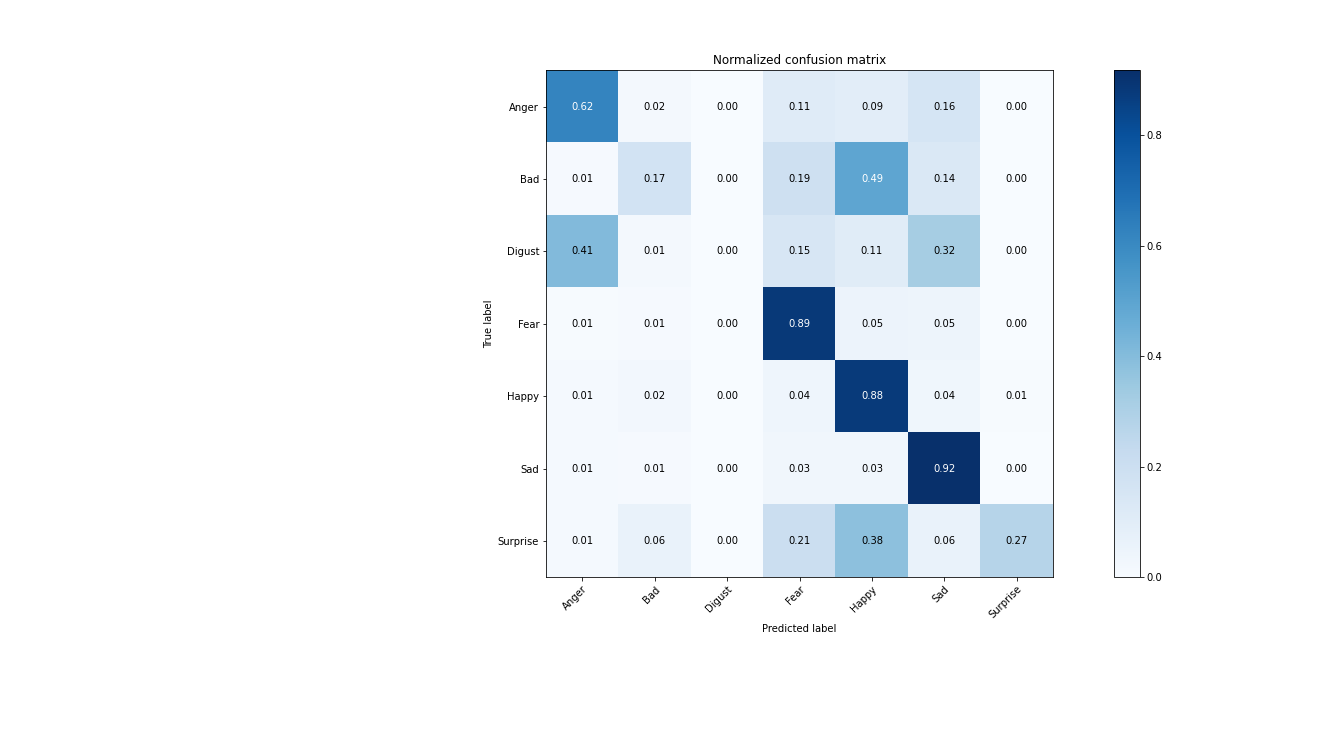 Normalized confusion matrix
Anger 0.62 0.02 0.00 0.11 0.09 0.16 0.00
0.8
Bad 0.01 0.17 0.00 0.19 0.49 0.14 0.00
0.6
Digust 0.41 0.01 0.00 0.15 0.11 0.32 0.00
True label
Fear 0.01 0.01 0.00 0.89 0.05 0.05 0.00
0.4
Happy 0.01 0.02 0.00 0.04 0.88 0.04 0.01
0.2
Sad 0.01 0.01 0.00 0.03 0.03 0.92 0.00
Surprise 0.01 0.06 0.00 0.21 0.38 0.06 0.27
0.0
Anger Bad Digust Fear Happy Sad Surprise
Predicted label